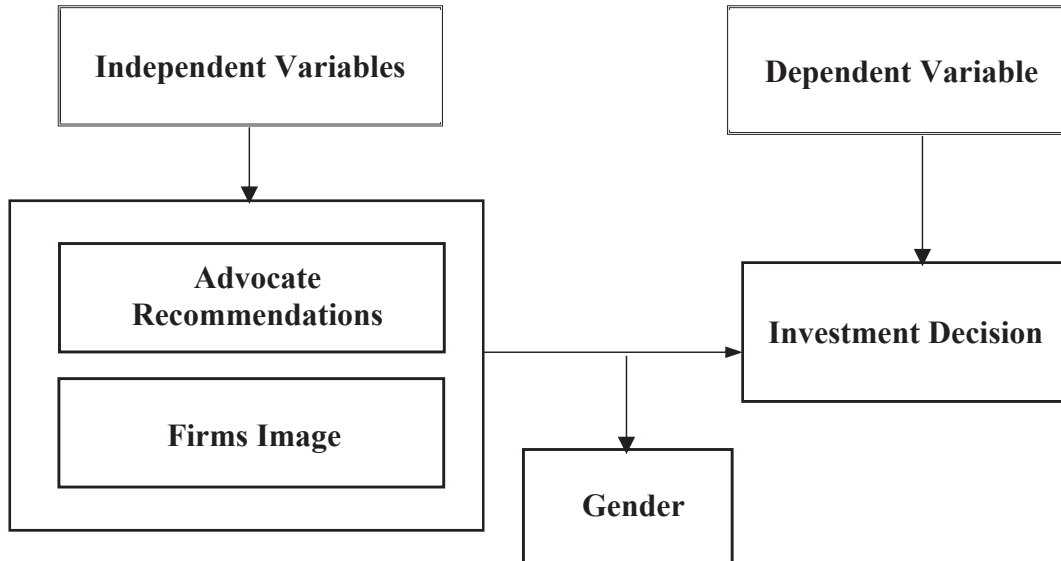 Independent Variables
Dependent Variable
Advocate
Recommendations
Investment Decision
Firms Image
Gender